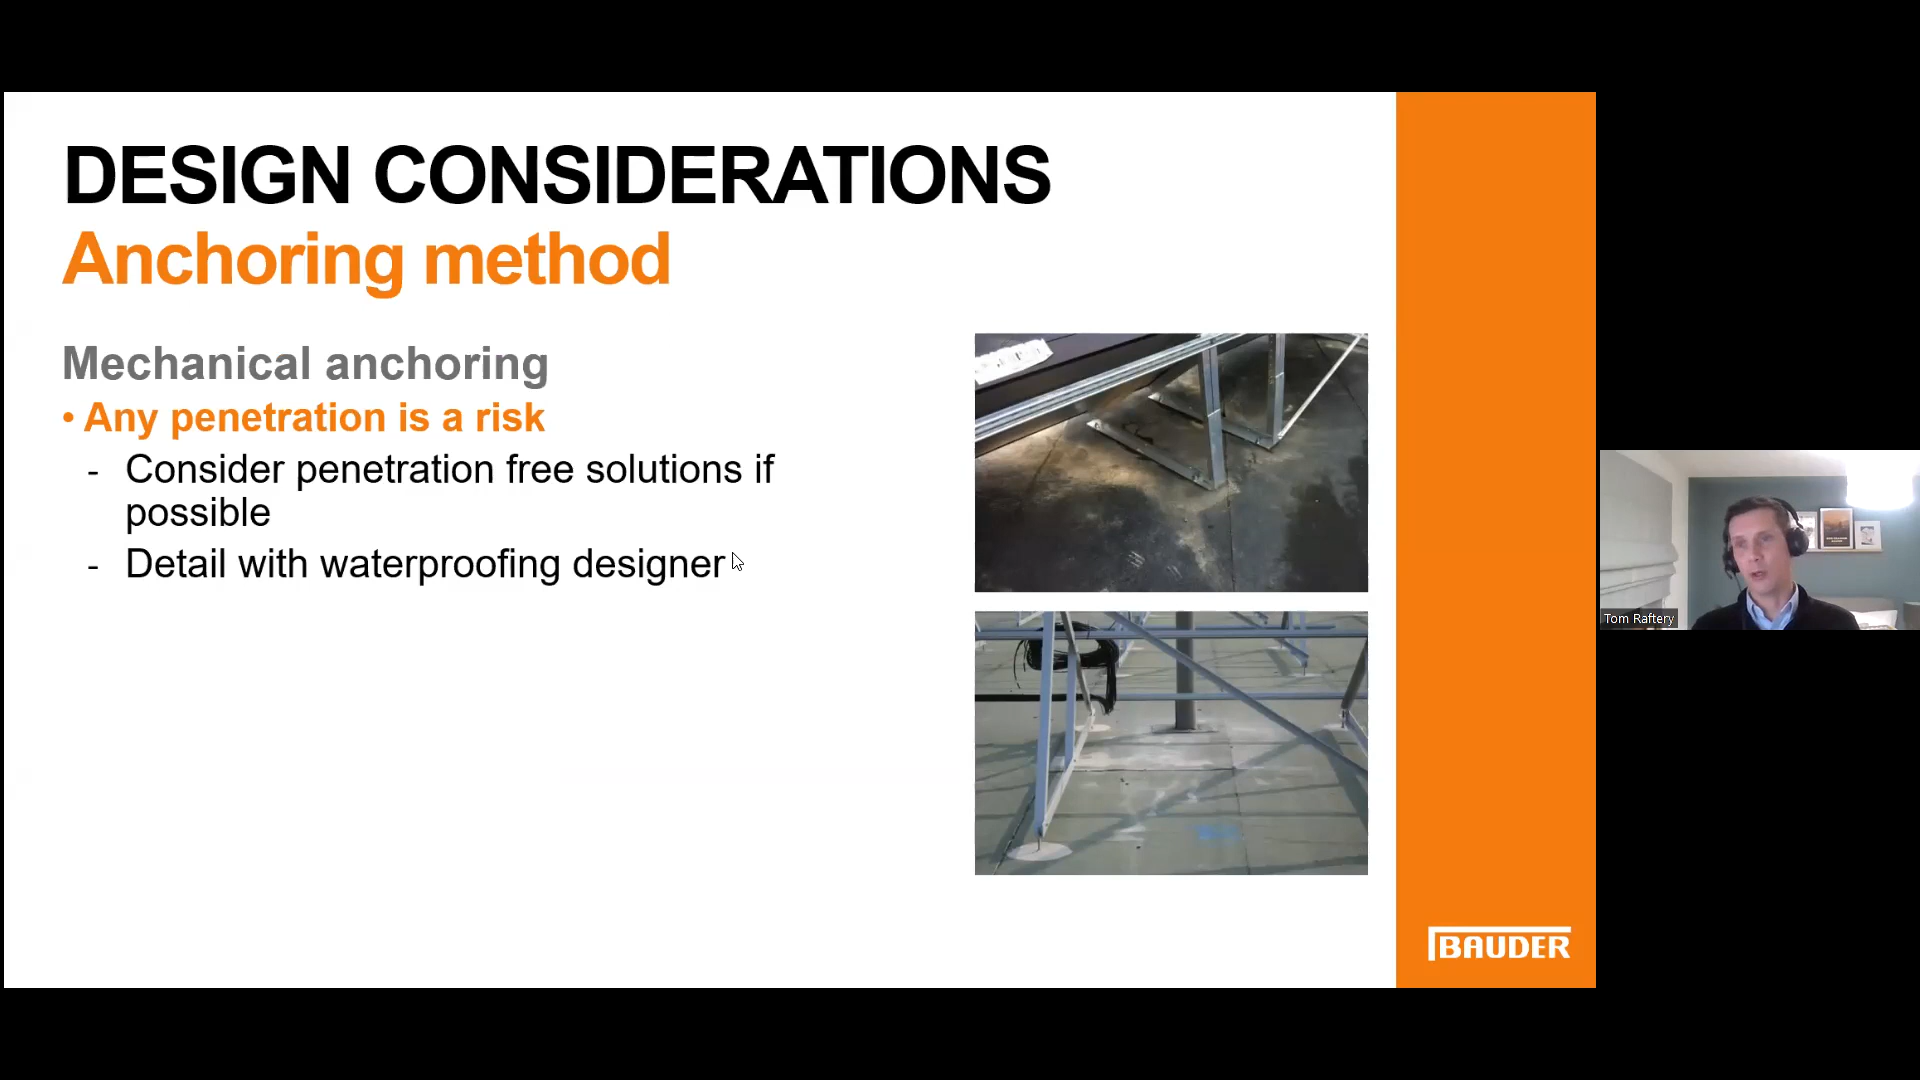 DESIGN CONSIDERATIONS
Anchoring method
Mechanical anchoring
• Any penetration is a risk
- Consider penetration free solutions if
possible
- Detail with waterproofing designer
Tom Raftery
BAUDER